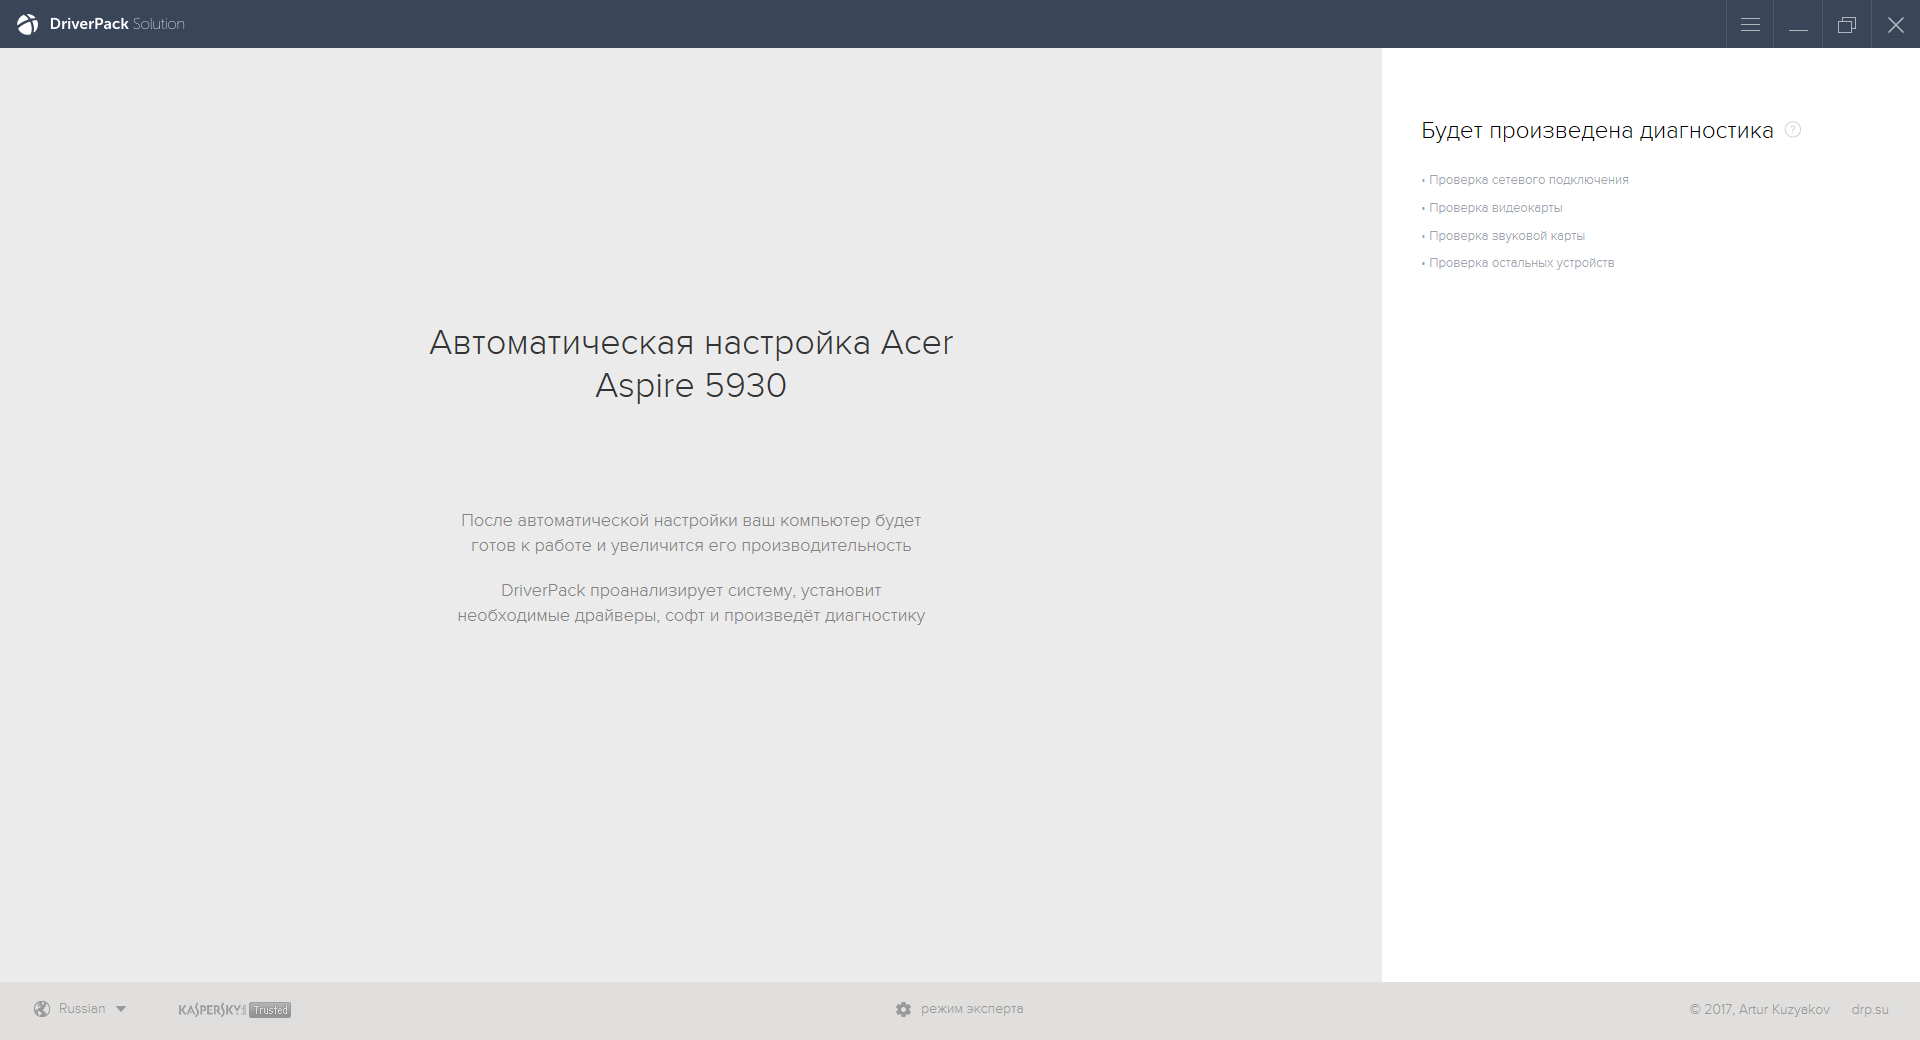 DriverPack Solution
Будет произведена диагностика ?
• Проверка сетевого подключения
• Проверка видеокарты
• Проверка звуковой карты
• Проверка остальных устройств
Автоматическая настройка Acer
Aspire 5930
После автоматической настройки ваш компьютер будет
готов к работе и увеличится его производительность
DriverPack проанализирует систему, установит
необходимые драйверы, софт и произведёт диагностику
Russian
KASPERSKY LAB Trusted
режим эксперта
© 2017, Artur Kuzyakov
drp.su